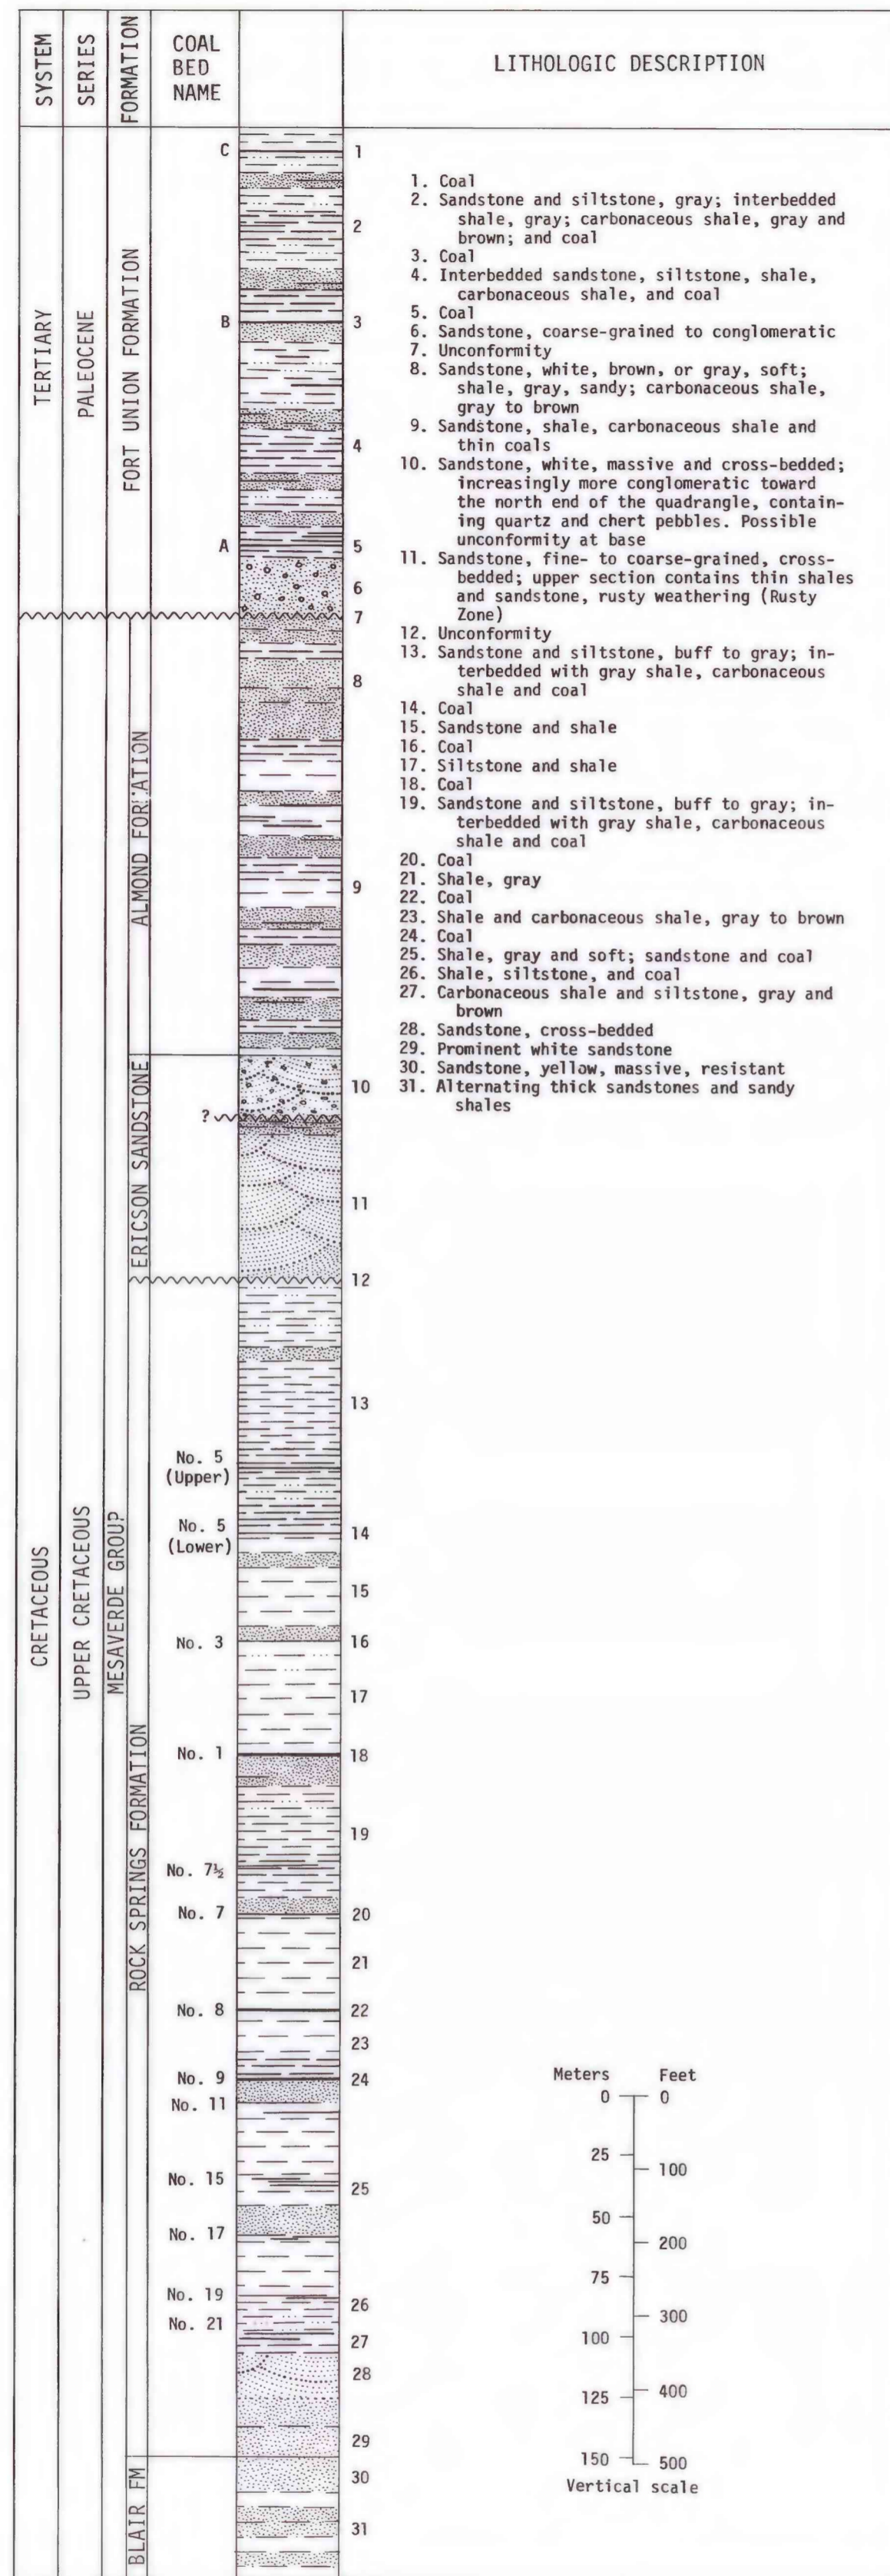 SYSTEM
SERIES
FORMATION
COAL
BED
NAME
LITHOLOGIC DESCRIPTION
TERTIARY
PALEOCENE
FORT UNION FORMATION
CRETACEOUS
UPPER CRETACEOUS
MESAVERDE GROUP
ALMOND FORMATION
ERICSON SANDSTONE
ROCK SPRINGS FORMATION
BLAIR FM
C
B
A
?
No. 5
(Upper)
No. 5
(Lower)
No. 3
No. 1
No. 7½
No. 7
No. 8
No. 9
No. 11
No. 15
No. 17
No. 19
No. 21
1
2
3
4
5
6
7
8
9
10
11
12
13
14
15
16
17
18
19
20
21
22
23
24
25
26
27
28
29
30
31
1. Coal
2. Sandstone and siltstone, gray; interbedded
shale, gray; carbonaceous shale, gray and
brown; and coal
3. Coal
4. Interbedded sandstone, siltstone, shale,
carbonaceous shale, and coal
5. Coal
6. Sandstone, coarse-grained to conglomeratic
7. Unconformity
8. Sandstone, white, brown, or gray, soft;
shale, gray, sandy; carbonaceous shale,
gray to brown
9. Sandstone, shale, carbonaceous shale and
thin coals
10. Sandstone, white, massive and cross-bedded;
increasingly more conglomeratic toward
the north end of the quadrangle, contain-
ing quartz and chert pebbles. Possible
unconformity at base
11. Sandstone, fine- to coarse-grained, cross-
bedded; upper section contains thin shales
and sandstone, rusty weathering (Rusty
Zone)
12. Unconformity
13. Sandstone and siltstone, buff to gray; in-
terbedded with gray shale, carbonaceous
shale and coal
14. Coal
15. Sandstone and shale
16. Coal
17. Siltstone and shale
18. Coal
19. Sandstone and siltstone, buff to gray; in-
terbedded with gray shale, carbonaceous
shale and coal
20. Coal
21. Shale, gray
22. Coal
23. Shale and carbonaceous shale, gray to brown
24. Coal
25. Shale, gray and soft; sandstone and coal
26. Shale, siltstone, and coal
27. Carbonaceous shale and siltstone, gray and
brown
28. Sandstone, cross-bedded
29. Prominent white sandstone
30. Sandstone, yellow, massive, resistant
31. Alternating thick sandstones and sandy
shales
Meters Feet
0 0
25
100
50
200
75
300
100
400
125
150 500
Vertical scale